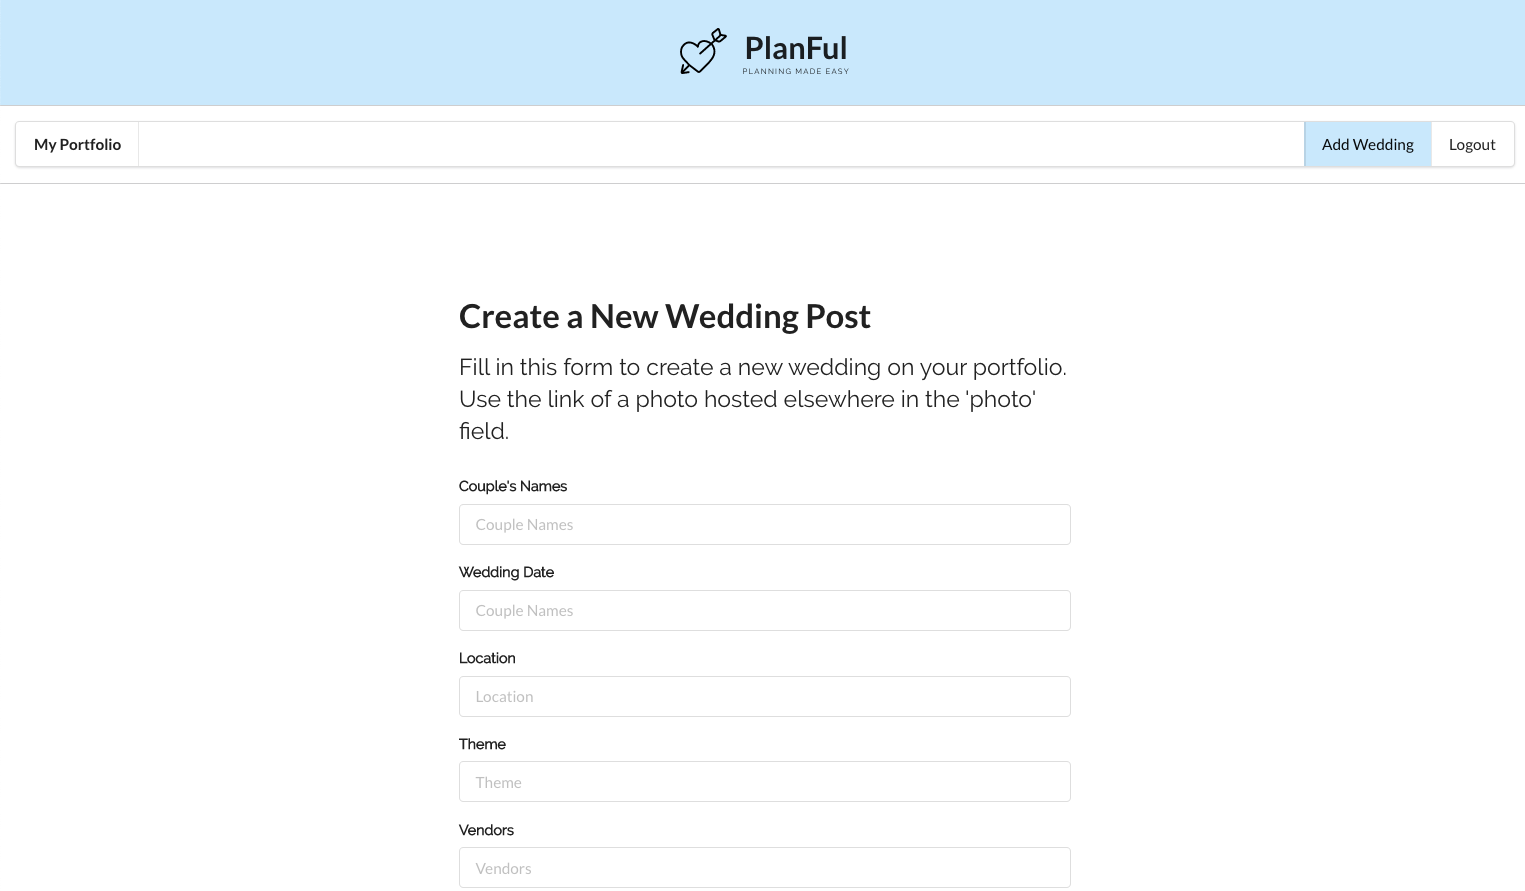 PlanFul
PLANNING MADE EASY
My Portfolio
Add Wedding
Logout
Create a New Wedding Post
Fill in this form to create a new wedding on your portfolio.
Use the link of a photo hosted elsewhere in the 'photo'
field.
Couple's Names
Couple Names
Wedding Date
Couple Names
Location
Location
Theme
Theme
Vendors
Vendors